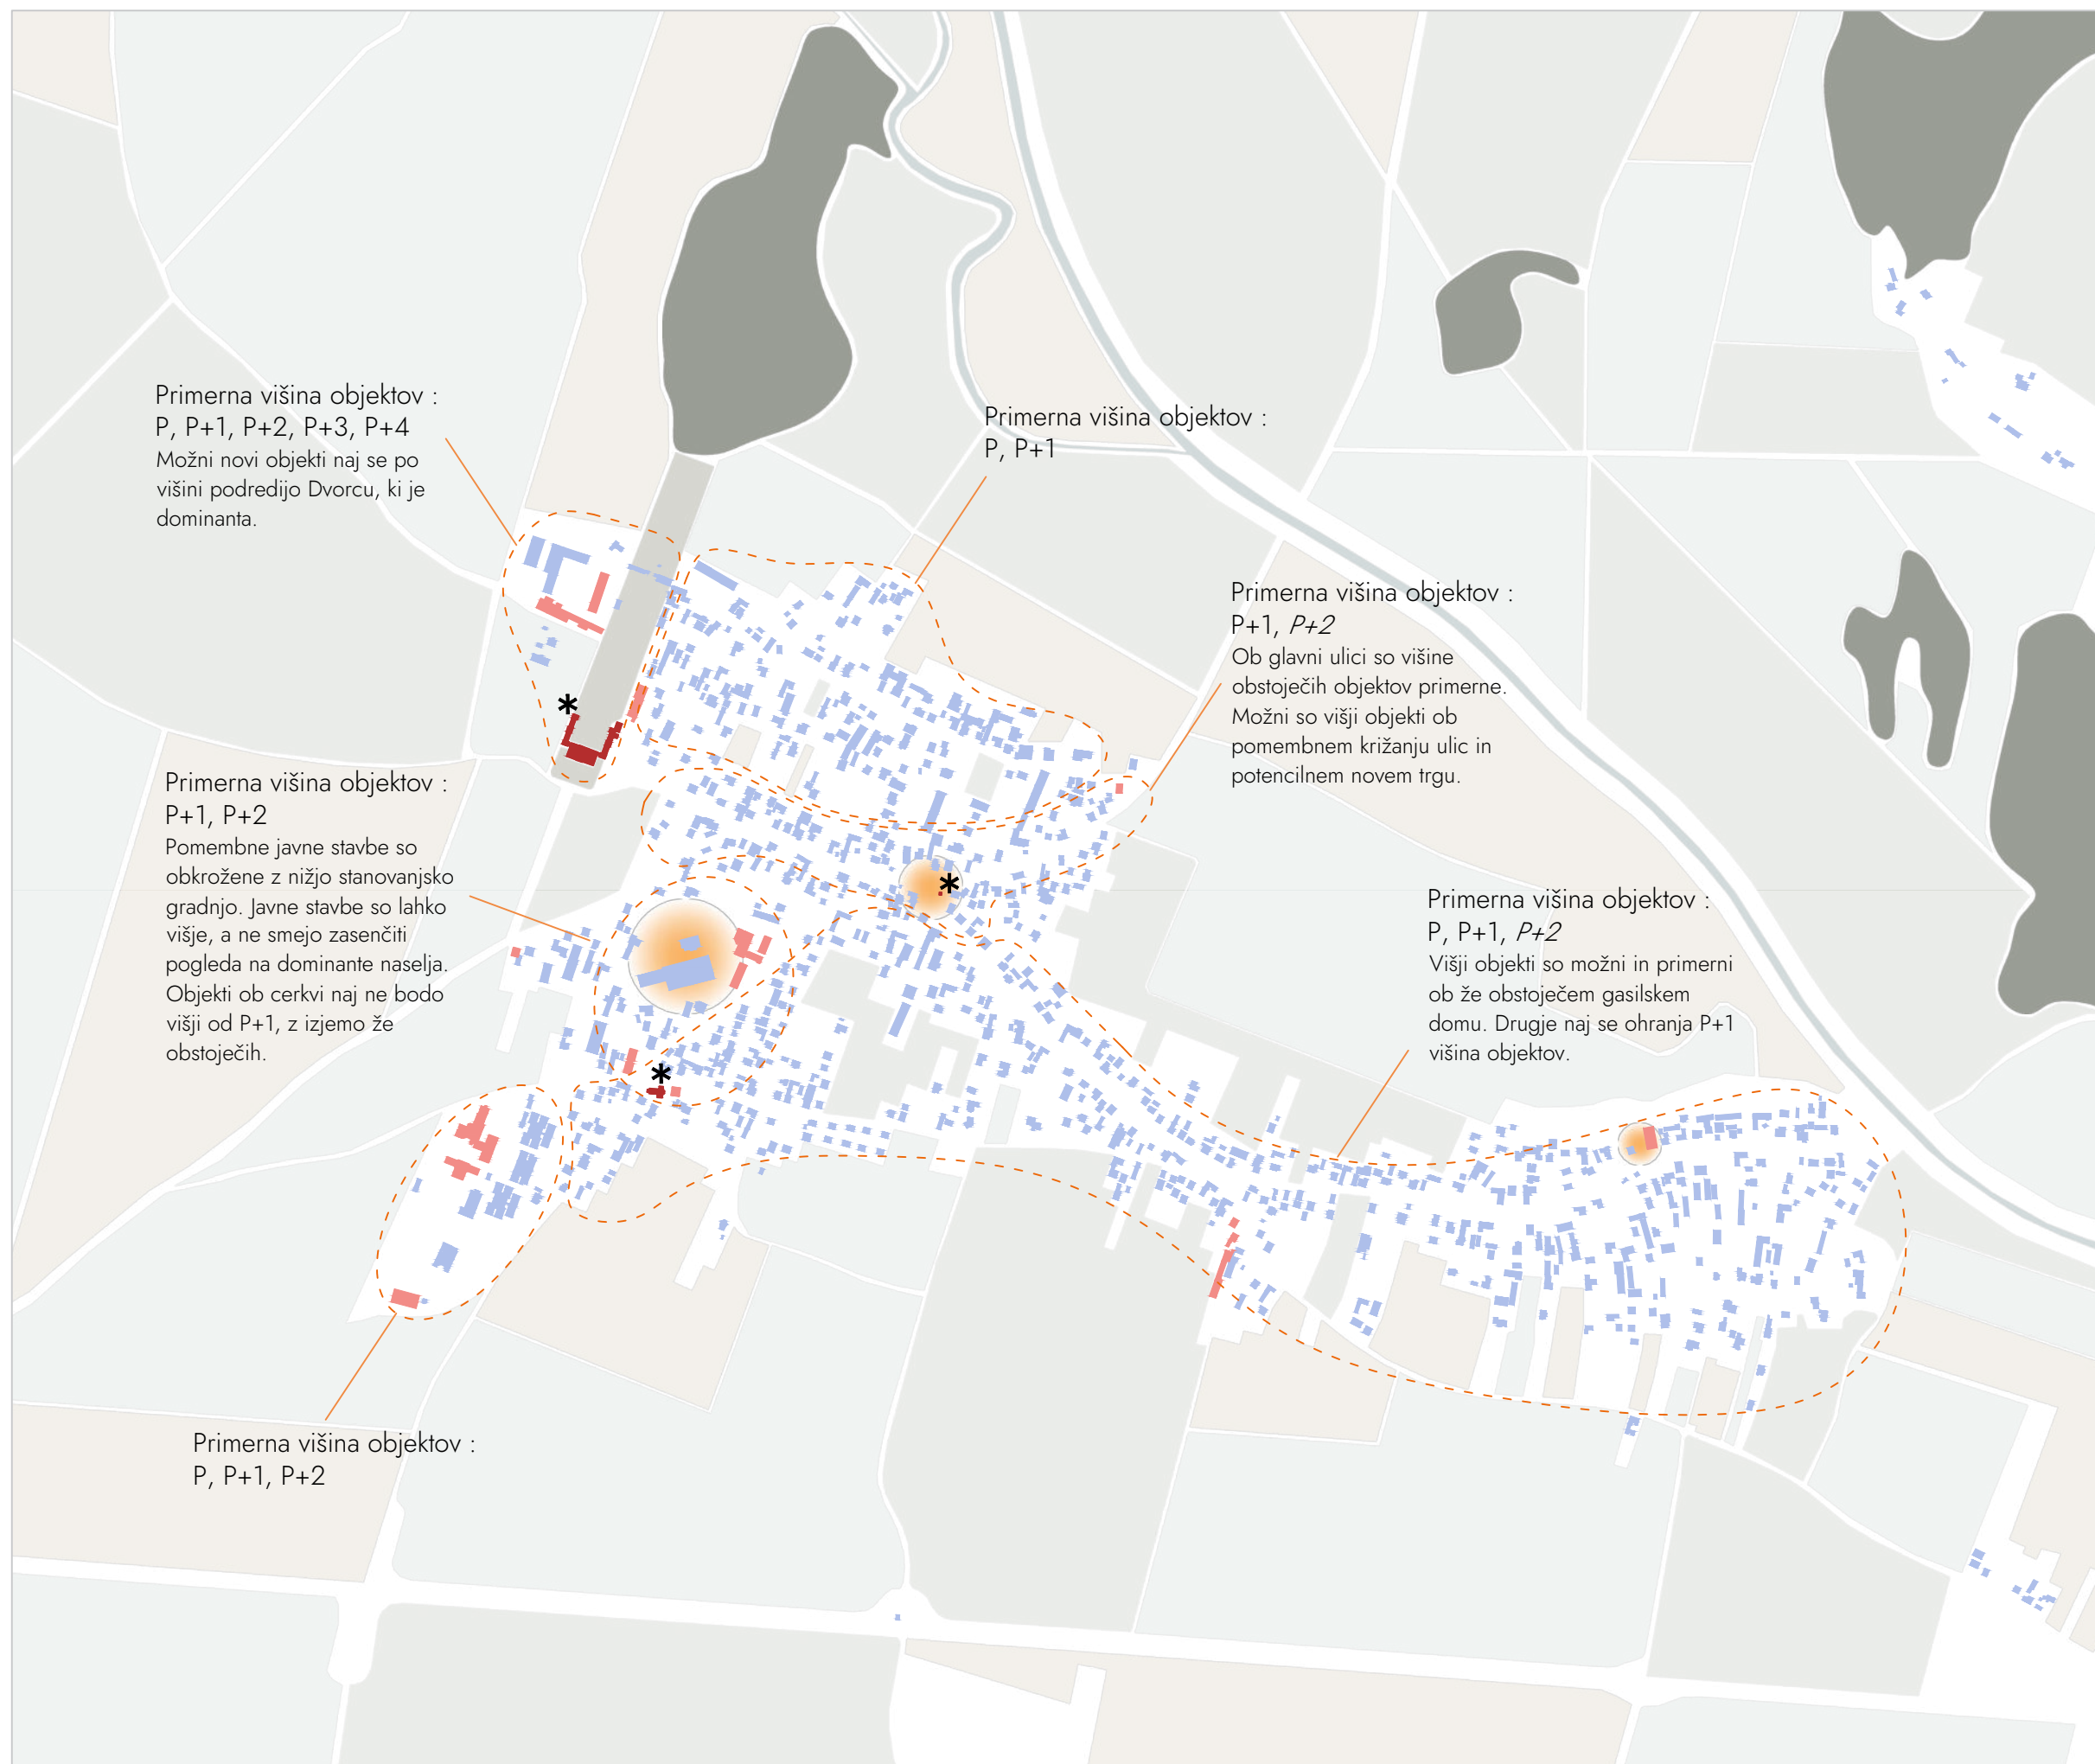 Primerna višina objektov :
P, P+1, P+2, P+3, P+4
Možni novi objekti naj se po
višini podredijo Dvorcu, ki je
dominanta.
Primerna višina objektov :
P, P+1
Primerna višina objektov :
P+1, P+2
Ob glavni ulici so višine
obstoječih objektov primerne.
Možni so višji objekti ob
pomembnem križanju ulic in
potencilnem novem trgu.
Primerna višina objektov :
P+1, P+2
Pomembne javne stavbe so
obkrožene z nižjo stanovanjsko
gradnjo. Javne stavbe so lahko
višje, a ne smejo zasenčiti
pogleda na dominante naselja.
Objekti ob cerkvi naj ne bodo
višji od P+1, z izjemo že
obstoječih.
Primerna višina objektov :
P, P+1, P+2
Višji objekti so možni in primerni
ob že obstoječem gasilskem
domu. Drugje naj se ohranja P+1
višina objektov.
Primerna višina objektov :
P, P+1, P+2